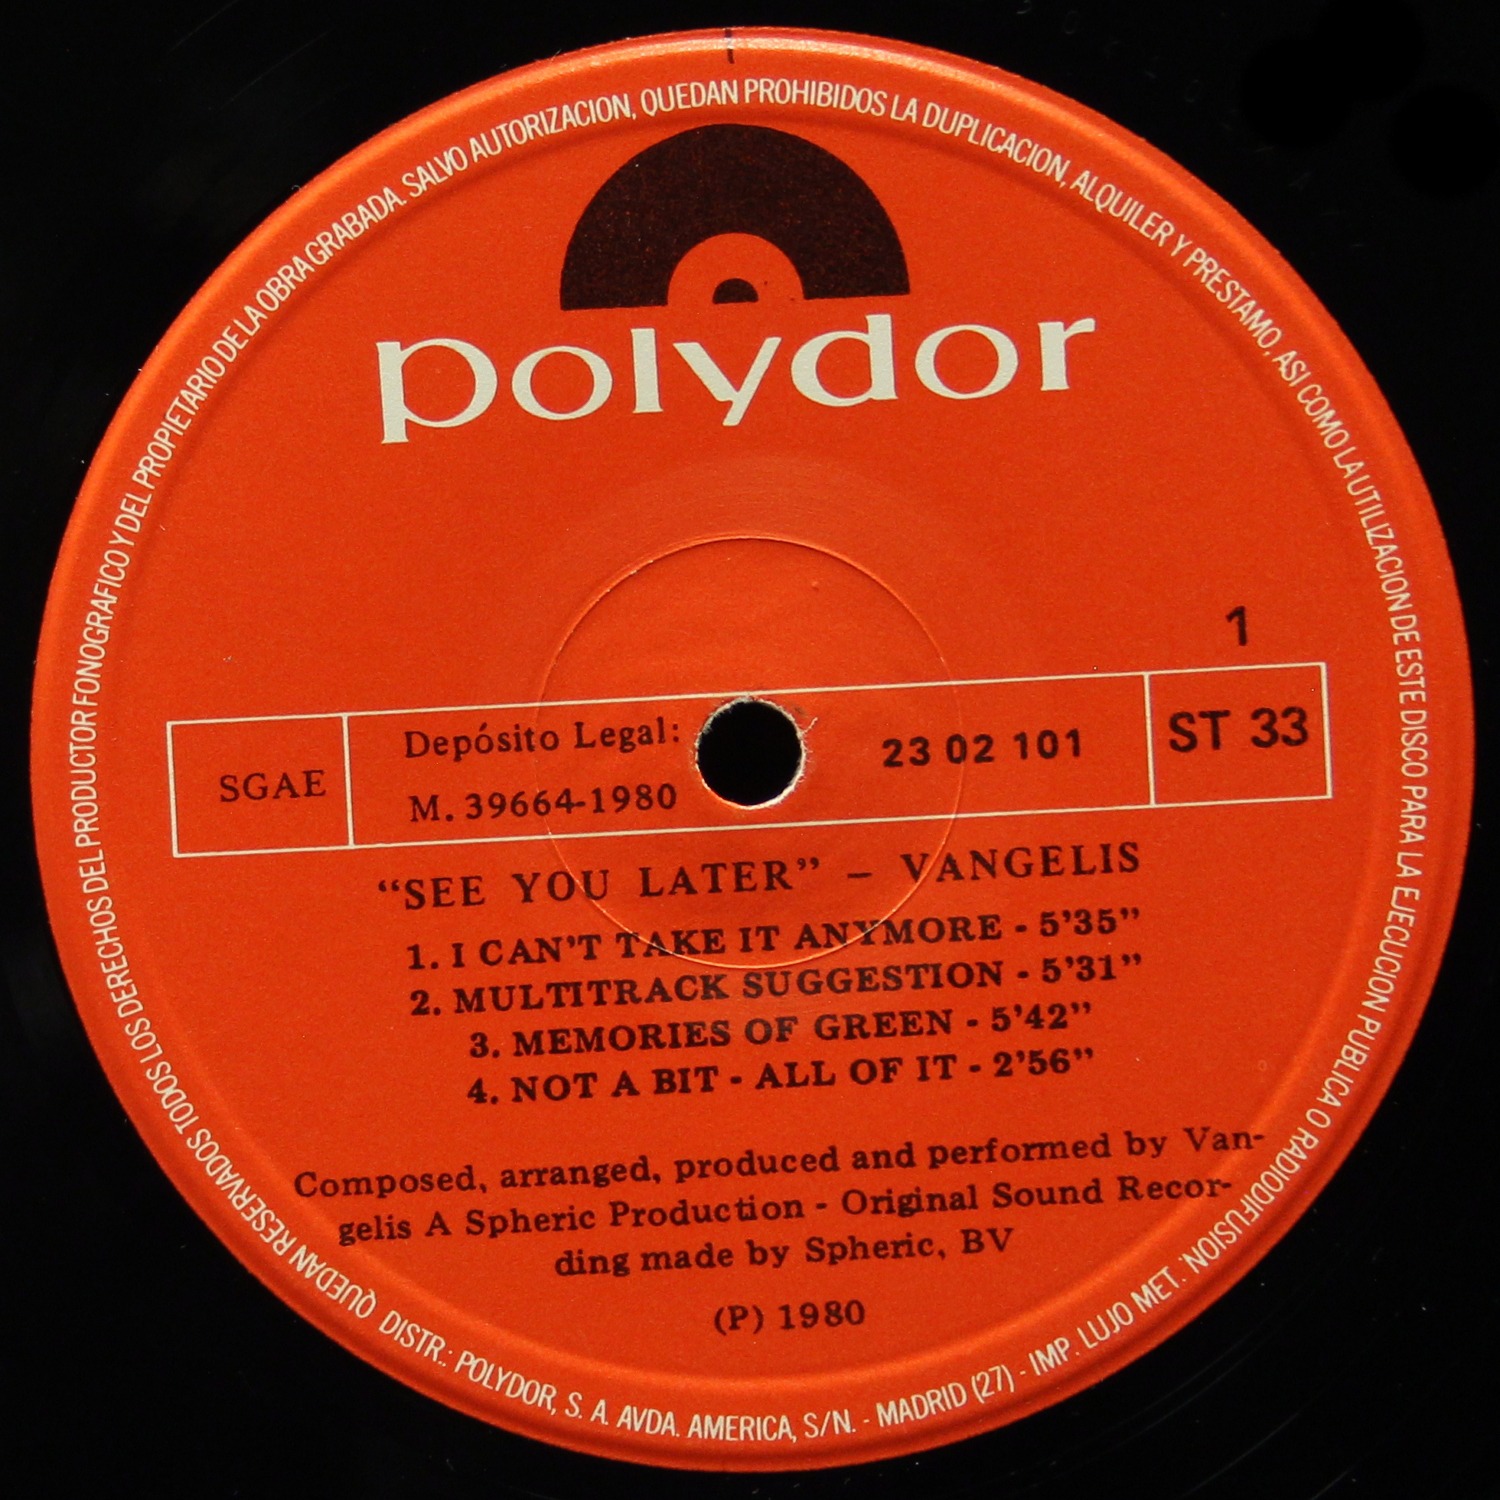 QUEDAN RESERVADOS TODOS LOS DERECHOS DEL PRODUCTOR FONOGRAFICO Y DEL PROPIETARIO DE LA OBRA GRABADA. SALVO AUTORIZACION, QUEDAN PROHIBIDOS LA DUPLICACION, ALQUILER Y PRESTAMO, ASI COMO LA UTILIZACION DE ESTE DISCO PARA LA EJECUCION PUBLICA O RADIODIFUSION.
polydor
1
SGAE
Depósito Legal:
M. 39664-1980
23 02 101
ST 33
“SEE YOU LATER” – VANGELIS
1. I CAN'T TAKE IT ANYMORE - 5'35”
2. MULTITRACK SUGGESTION - 5'31”
3. MEMORIES OF GREEN - 5'42”
4. NOT A BIT - ALL OF IT - 2'56”
Composed, arranged, produced and performed by Van-
gelis A Spheric Production - Original Sound Recor-
ding made by Spheric, BV
(P) 1980
DISTR.: POLYDOR, S. A. AVDA. AMERICA, S/N. - MADRID (27) - IMP. LUJO MET.